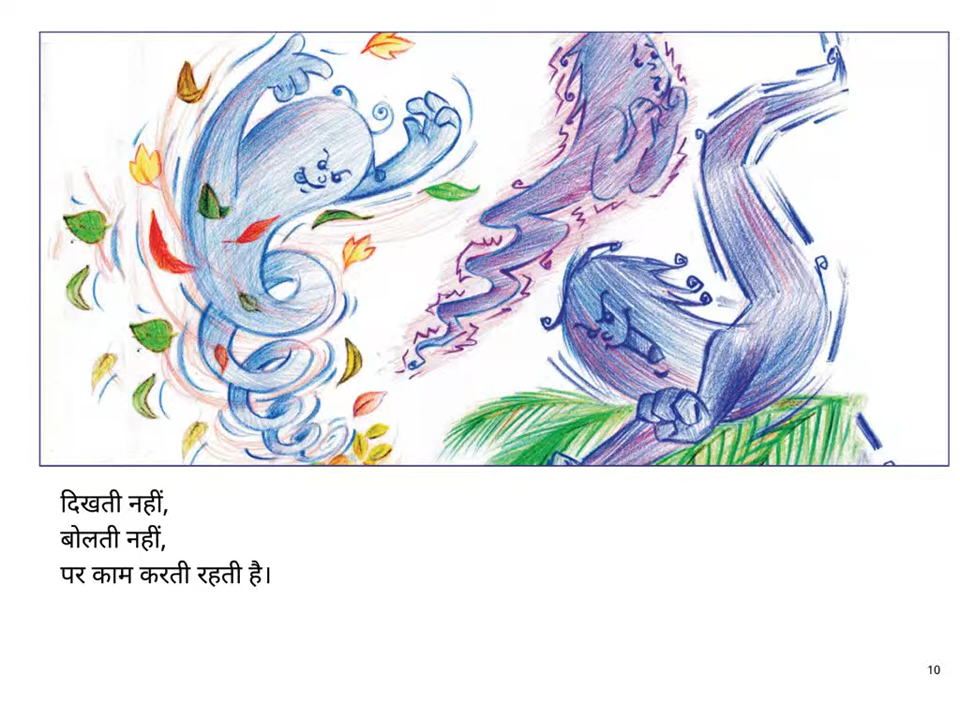 दिखती नहीं,
बोलती नहीं,
पर काम करती रहती है।
10